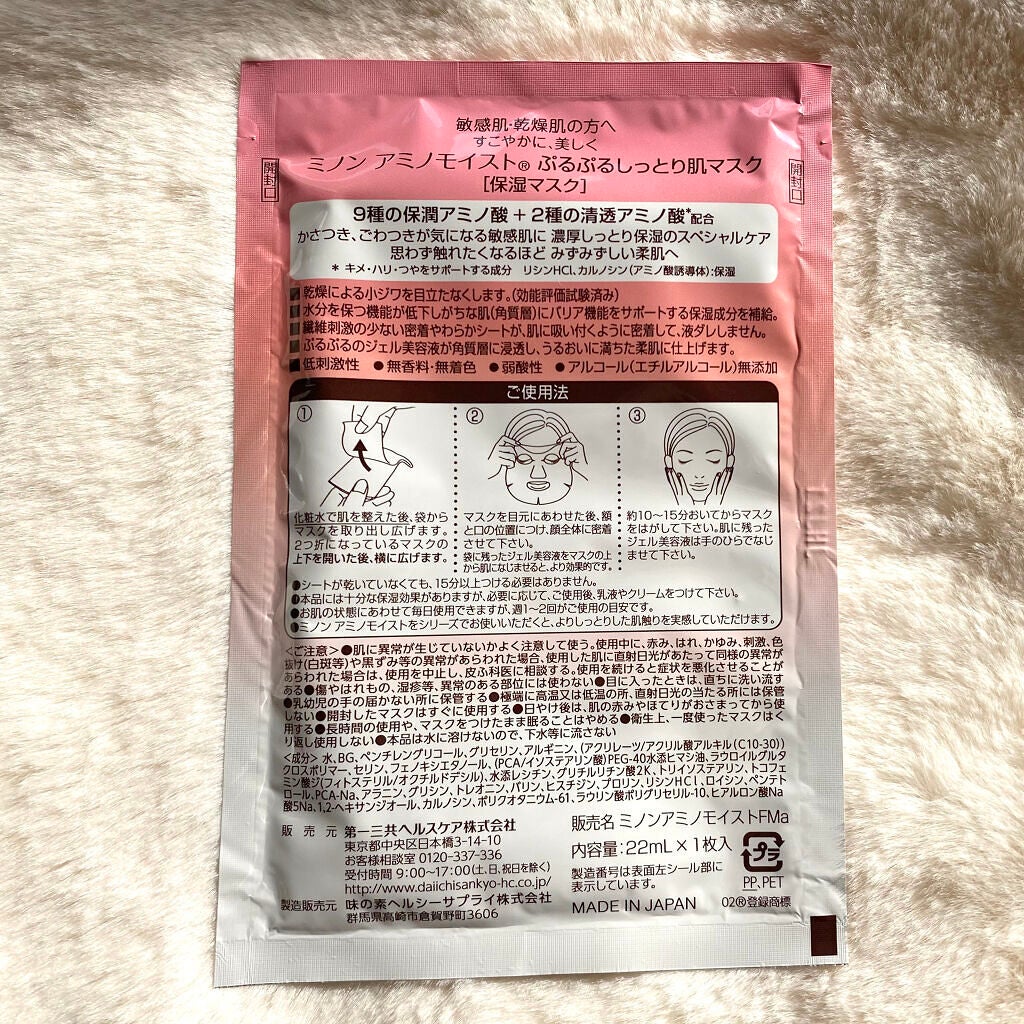 敏感肌・乾燥肌の方へ
すこやかに、美しく
ミノン アミノモイスト® ぷるぷるしっとり肌マスク
[保湿マスク]
開封口
開封口
9種の保潤アミノ酸 + 2種の清透アミノ酸*配合
かさつき、ごわつきが気になる敏感肌に 濃厚しっとり保湿のスペシャルケア
思わず触れたくなるほど みずみずしい柔肌へ
* キメ・ハリ・つやをサポートする成分 リシンHCl、カルノシン(アミノ酸誘導体):保湿
■乾燥による小ジワを目立たなくします。(効能評価試験済み)
■水分を保つ機能が低下しがちな肌(角質層)にバリア機能をサポートする保湿成分を補給。
■繊維刺激の少ない密着やわらかシートが、肌に吸い付くように密着して、液ダレしません。
■ぷるぷるのジェル美容液が角質層に浸透し、うるおいに満ちた柔肌に仕上げます。
■低刺激性 ●無香料・無着色 ●弱酸性 ●アルコール(エチルアルコール)無添加
ご使用法
①
化粧水で肌を整えた後、袋から
マスクを取り出し広げます。
2つ折になっているマスクの
上下を開いた後、横に広げます。
②
マスクを目元にあわせた後、額
と口の位置につけ、顔全体に密着
させて下さい。
袋に残ったジェル美容液をマスクの上
から肌になじませると、より効果的です。
③
約10〜15分おいてからマスク
をはがして下さい。肌に残った
ジェル美容液は手のひらでなじ
ませて下さい。
●シートが乾いていなくても、15分以上つける必要はありません。
●本品には十分な保湿効果がありますが、必要に応じて、ご使用後、乳液やクリームをつけて下さい。
●お肌の状態にあわせて毎日使用できますが、週1〜2回がご使用の目安です。
●ミノン アミノモイストをシリーズでお使いいただくと、よりしっとりした肌触りを実感していただけます。
<ご注意>●肌に異常が生じていないかよく注意して使う。使用中に、赤み、はれ、かゆみ、刺激、色
抜け(白斑等)や黒ずみ等の異常があらわれた場合、使用した肌に直射日光があたって同様の異常が
あらわれた場合は、使用を中止し、皮ふ科医に相談する。使用を続けると症状を悪化させることが
ある●傷やはれもの、湿疹等、異常のある部位には使わない●目に入ったときは、直ちに洗い流す
●乳幼児の手の届かない所に保管する●極端に高温又は低温の所、直射日光の当たる所には保管
しない●開封したマスクはすぐに使用する●日やけ後は、肌の赤みやほてりがおさまってから使
用する●長時間の使用や、マスクをつけたまま眠ることはやめる●衛生上、一度使ったマスクはく
り返し使用しない●本品は水に溶けないので、下水等に流さない
<成分> 水、BG、ペンチレングリコール、グリセリン、アルギニン、(アクリレーツ/アクリル酸アルキル(C10-30))
クロスポリマー、セリン、フェノキシエタノール、(PCA/イソステアリン酸)PEG-40水添ヒマシ油、ラウロイルグルタ
ミン酸ジ(フィトステリル/オクチルドデシル)、水添レシチン、グリチルリチン酸2K、トリイソステアリン、トコフェ
ロール、PCA-Na、アラニン、グリシン、トレオニン、バリン、ヒスチジン、プロリン、リシンHCl、ロイシン、ペンテト
酸5Na、1,2-ヘキサンジオール、カルノシン、ポリクオタニウム-61、ラウリン酸ポリグリセリル-10、ヒアルロン酸Na
販 売 元 第一三共ヘルスケア株式会社
東京都中央区日本橋3-14-10
お客様相談室 0120-337-336
受付時間 9:00〜17:00(土、日、祝日を除く)
http://www.daiichisankyo-hc.co.jp/
製造販売元 味の素ヘルシーサプライ株式会社
群馬県高崎市倉賀野町3606
販売名 ミノンアミノモイストFMa
内容量:22mL×1枚入
製造番号は表面左シール部に
表示しています。
MADE IN JAPAN
プラ
PP、PET
02®登録商標